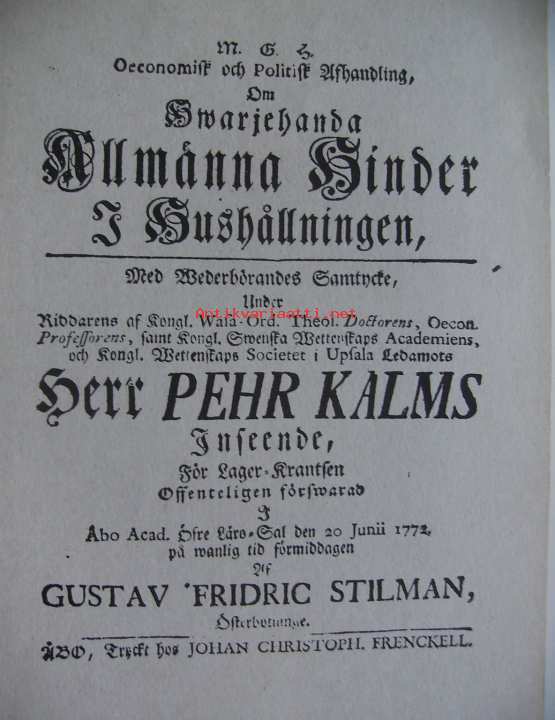 M. G. H.
Oeconomisk och Politisk Afhandling,
Om
Swarjehanda
Allmänna Hinder
I Hushållningen,
Med Wederbörandes Samtycke,
Under
Antikvariaatti.net
Riddarens af Kongl. Wasa-Ord. Theol. Doctorens, Oecon.
Professorens, samt Kongl. Swenska Wettenskaps Academiens,
och Kongl. Wettenskaps Societet i Upsala Ledamots
Herr PEHR KALMS
Inseende,
För Lager-Krantsen
Offenteligen förswarad
I
Åbo Acad. Öfre Läro-Sal den 20 Junii 1772,
på wanlig tid förmiddagen
Af
GUSTAV FRIDRIC STILMAN,
Österbottninge.
ÅBO, Tryckt hos JOHAN CHRISTOPH. FRENCKELL.